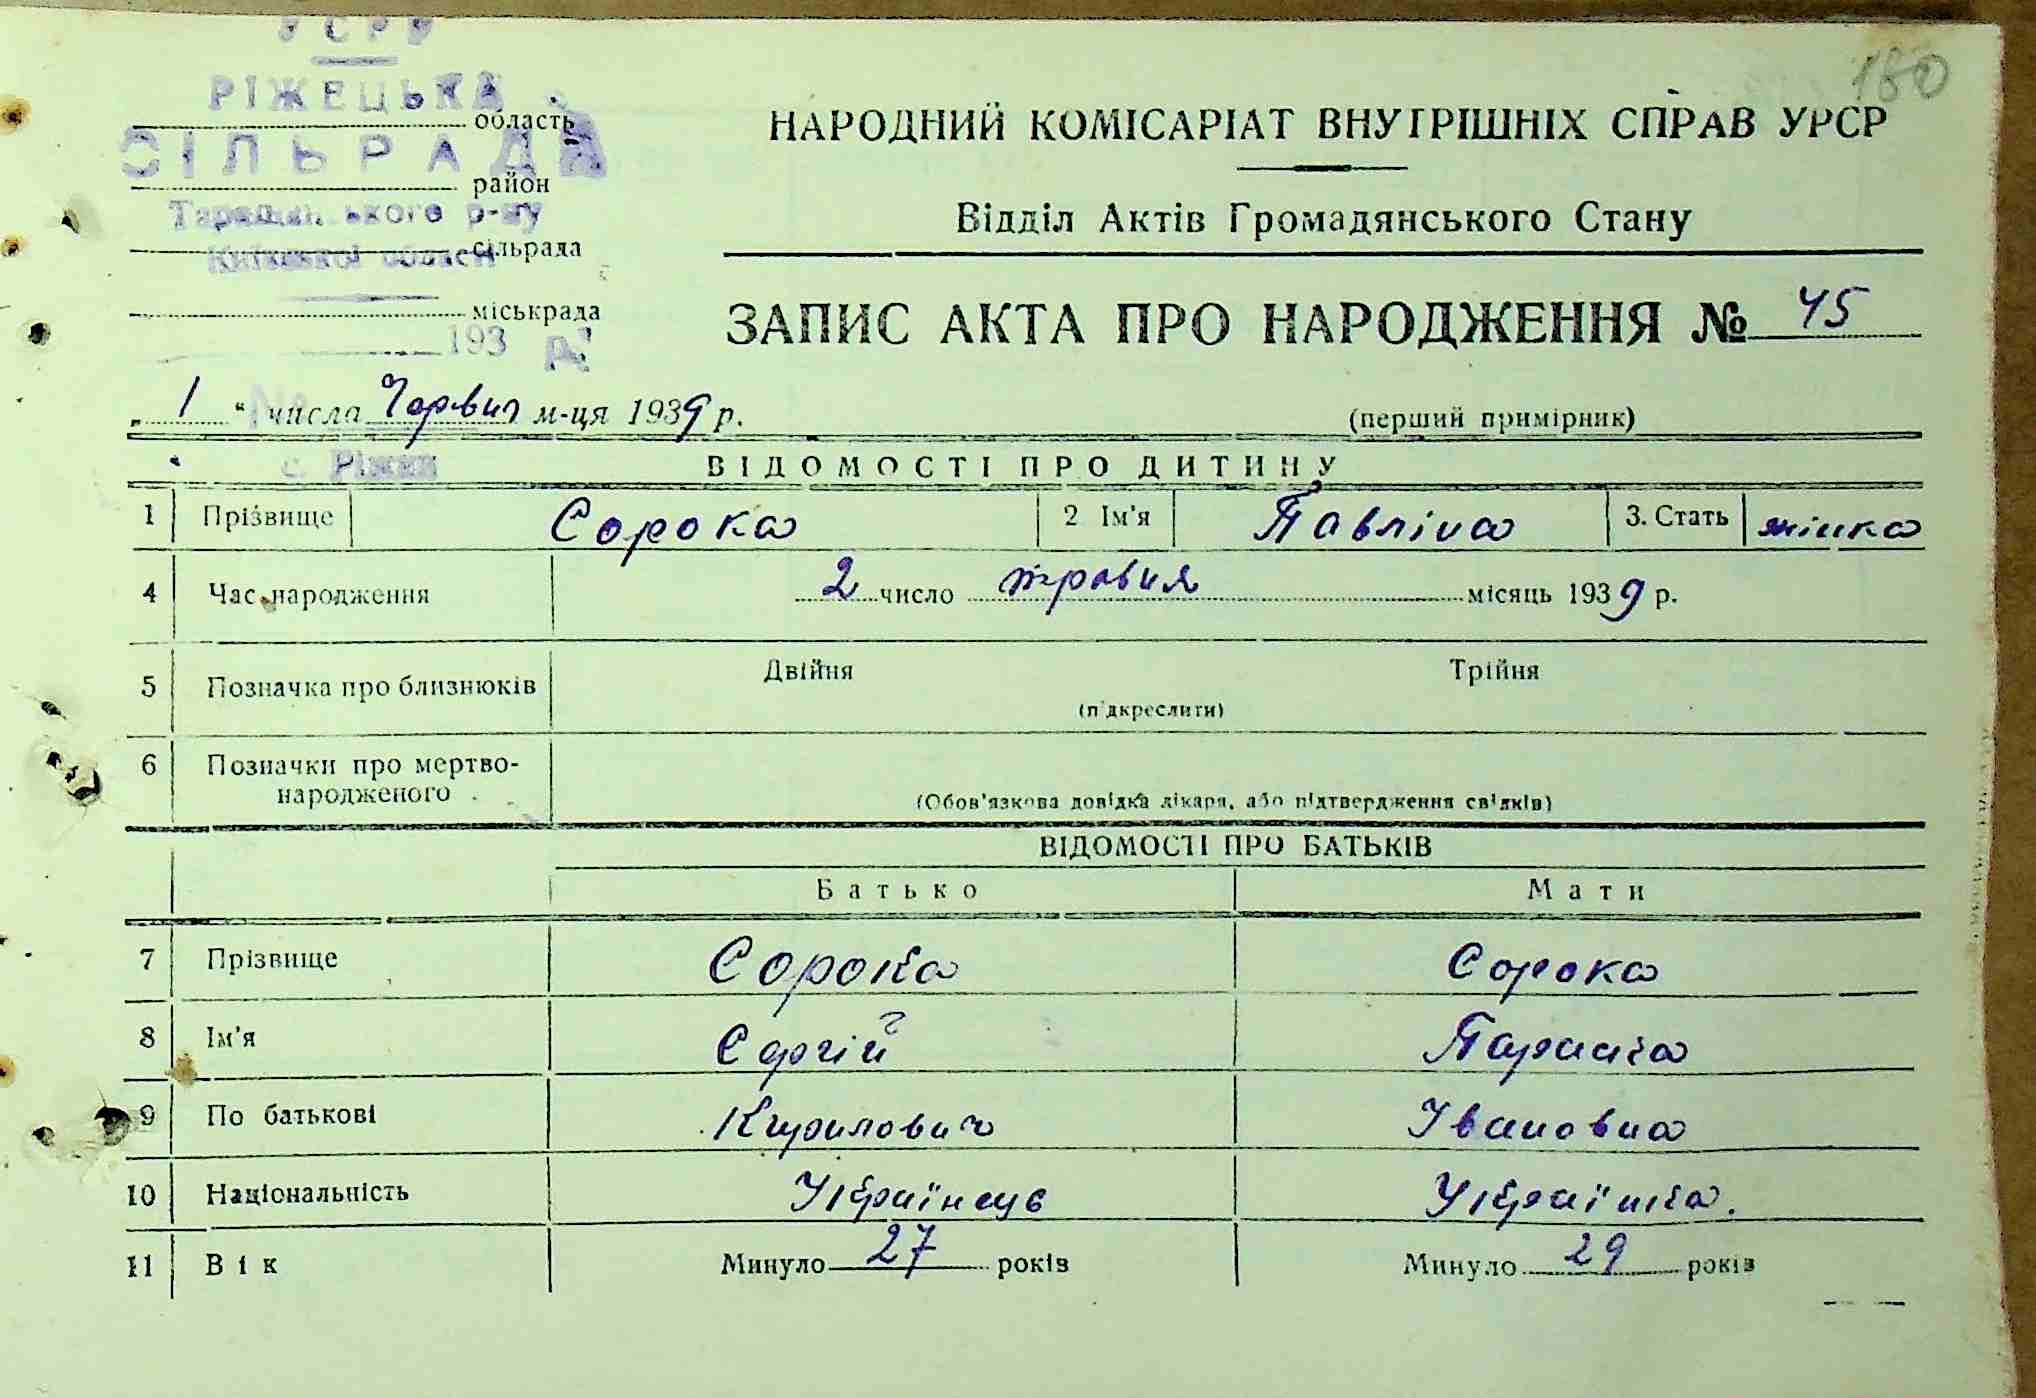 УСРР
180
РІЖЕЦЬКА
область
НАРОДНИЙ КОМІСАРІАТ ВНУТРІШНІХ СПРАВ УРСР
СІЛЬРАДА
район
Таращанського р-ну
Відділ Актів Громадянського Стану
Київської області
сільрада
міськрада
ЗАПИС АКТА ПРО НАРОДЖЕННЯ № 45
193 р.
№
„ 1 “ числа Червня м-ця 1939 р.
(перший примірник)
с. Ріжки
ВІДОМОСТІ ПРО ДИТИНУ
1 Прізвище Сорока 2 Ім'я Павліна 3. Стать жінка
4 Час народження 2 число травня місяць 1939 р.
5 Позначка про близнюків Двійня Трійня
(підкреслити)
6 Позначки про мертво-
народженого
(Обов'язкова довідка лікаря, або підтвердження свідків)
ВІДОМОСТІ ПРО БАТЬКІВ
Батько Мати
7 Прізвище Сорока Сорока
8 Ім'я Сергій Параска
9 По батькові Кирилович Івановна
10 Національність Українець Українка.
11 Вік Минуло 27 років Минуло 29 років